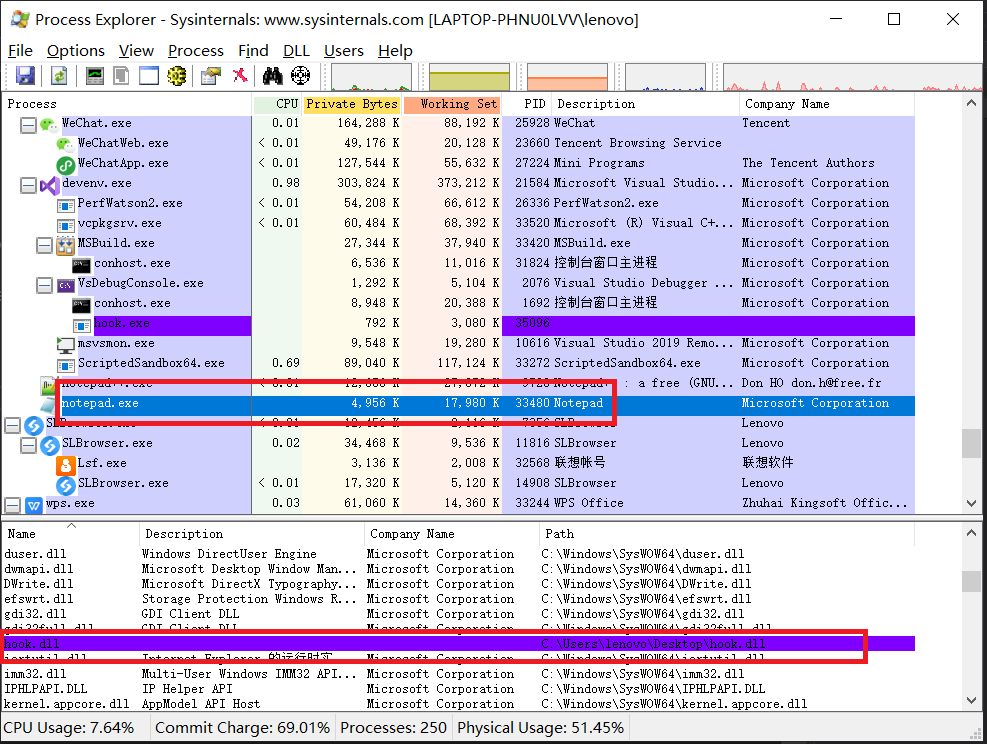 Process Explorer - Sysinternals: www.sysinternals.com [LAPTOP-PHNU0LVV\lenovo]
File Options View Process Find DLL Users Help
Process CPU Private Bytes Working Set PID Description Company Name
WeChat.exe 0.01 164,288 K 88,192 K 25928 WeChat Tencent
WeChatWeb.exe < 0.01 49,176 K 20,128 K 23660 Tencent Browsing Service
WeChatApp.exe < 0.01 127,544 K 55,632 K 27224 Mini Programs The Tencent Authors
devenv.exe 0.98 303,824 K 373,212 K 21584 Microsoft Visual Studio... Microsoft Corporation
PerfWatson2.exe < 0.01 54,208 K 66,612 K 26336 PerfWatson2.exe Microsoft Corporation
vcpkgsrv.exe < 0.01 60,484 K 68,392 K 33520 Microsoft (R) Visual C+... Microsoft Corporation
MSBuild.exe 27,344 K 37,940 K 33420 MSBuild.exe Microsoft Corporation
conhost.exe 6,536 K 11,016 K 31824 控制台窗口主进程 Microsoft Corporation
VsDebugConsole.exe 1,292 K 5,104 K 2076 Visual Studio Debugger ... Microsoft Corporation
conhost.exe 8,948 K 20,388 K 1692 控制台窗口主进程 Microsoft Corporation
hook.exe 792 K 3,080 K 35096
msvsmon.exe 9,548 K 19,280 K 10616 Visual Studio 2019 Remo... Microsoft Corporation
ScriptedSandbox64.exe 0.69 89,040 K 117,124 K 33272 ScriptedSandbox64.exe Microsoft Corporation
notepad++.exe < 0.01 Notepad++ : a free (GNU... Don HO don.h@free.fr
notepad.exe 4,956 K 17,980 K 33480 Notepad Microsoft Corporation
SLBrowser.exe < 0.01 7356 SLBrowser Lenovo
SLBrowser.exe 0.02 34,468 K 9,536 K 11816 SLBrowser Lenovo
Lsf.exe 3,136 K 2,008 K 32568 联想帐号 联想软件
SLBrowser.exe < 0.01 17,320 K 5,120 K 14908 SLBrowser Lenovo
wps.exe 0.03 61,060 K 14,360 K 33244 WPS Office Zhuhai Kingsoft Offic...
Name Description Company Name Path
duser.dll Windows DirectUser Engine Microsoft Corporation C:\Windows\SysWOW64\duser.dll
dwmapi.dll Microsoft Desktop Window Man... Microsoft Corporation C:\Windows\SysWOW64\dwmapi.dll
DWrite.dll Microsoft DirectX Typography... Microsoft Corporation C:\Windows\SysWOW64\DWrite.dll
efswrt.dll Storage Protection Windows R... Microsoft Corporation C:\Windows\SysWOW64\efswrt.dll
gdi32.dll GDI Client DLL Microsoft Corporation C:\Windows\SysWOW64\gdi32.dll
gdi32full.dll GDI Client DLL Microsoft Corporation C:\Windows\SysWOW64\gdi32full.dll
hook.dll C:\Users\lenovo\Desktop\hook.dll
iertutil.dll Internet Explorer 的运行时实... Microsoft Corporation C:\Windows\SysWOW64\iertutil.dll
imm32.dll Multi-User Windows IMM32 API... Microsoft Corporation C:\Windows\SysWOW64\imm32.dll
IPHLPAPI.DLL IP Helper API Microsoft Corporation C:\Windows\SysWOW64\IPHLPAPI.DLL
kernel.appcore.dll AppModel API Host Microsoft Corporation C:\Windows\SysWOW64\kernel.appcore.dll
CPU Usage: 7.64% Commit Charge: 69.01% Processes: 250 Physical Usage: 51.45%